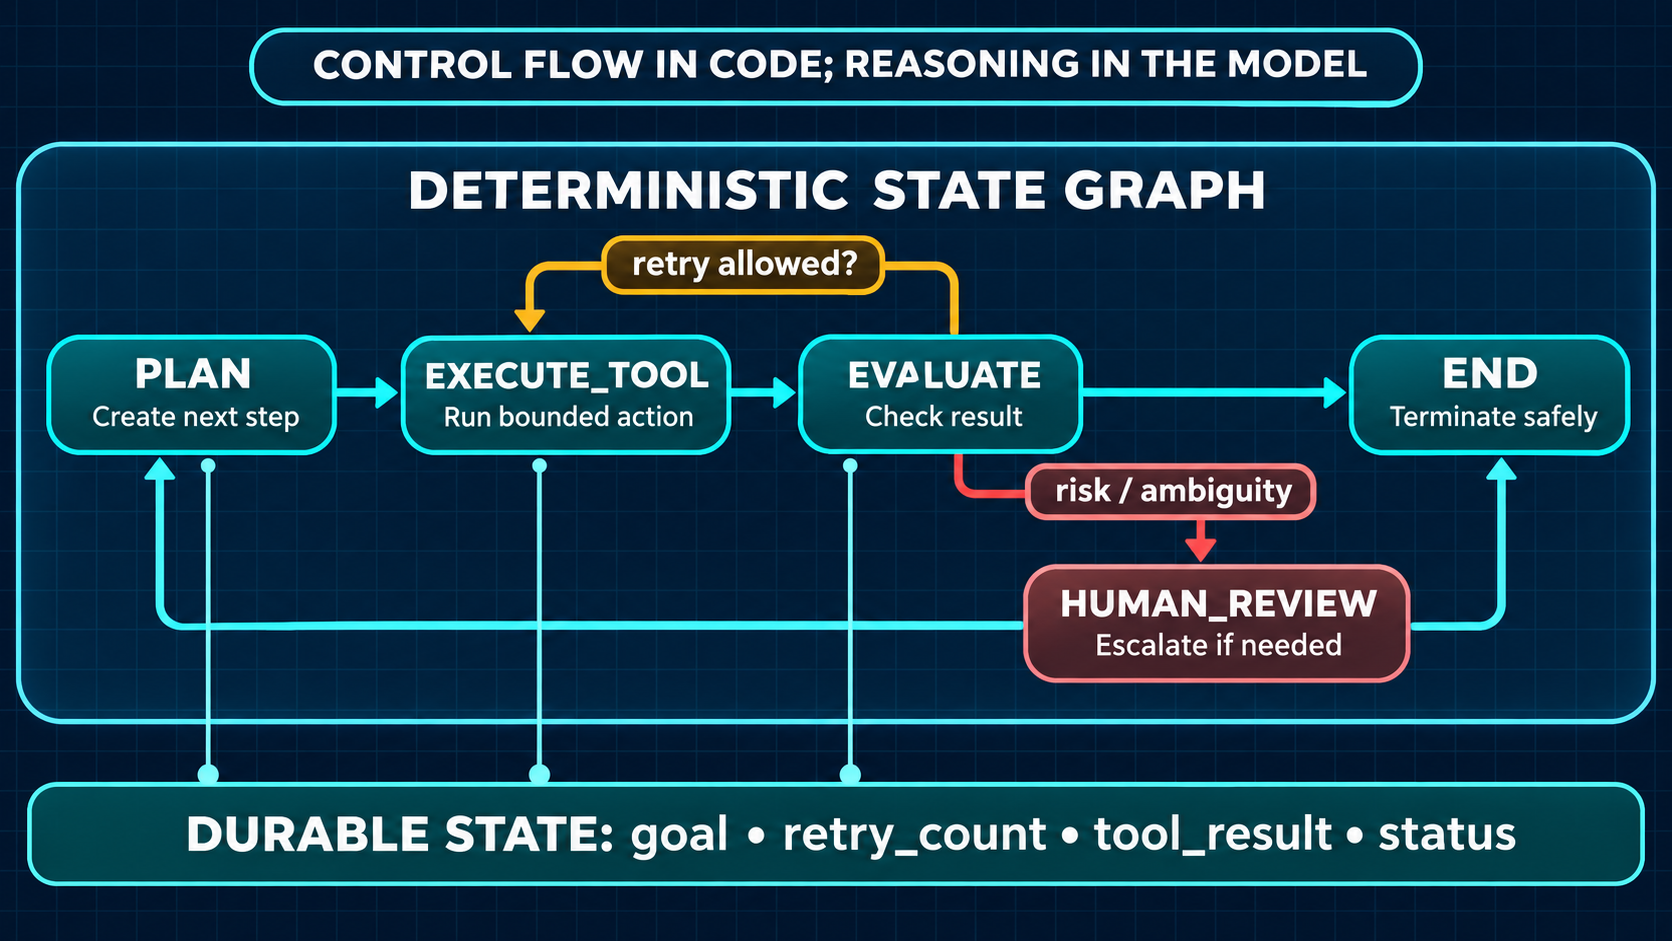 CONTROL FLOW IN CODE; REASONING IN THE MODEL
DETERMINISTIC STATE GRAPH
retry allowed?
PLAN
Create next step
EXECUTE_TOOL
Run bounded action
EVALUATE
Check result
END
Terminate safely
risk / ambiguity
HUMAN_REVIEW
Escalate if needed
DURABLE STATE: goal • retry_count • tool_result • status